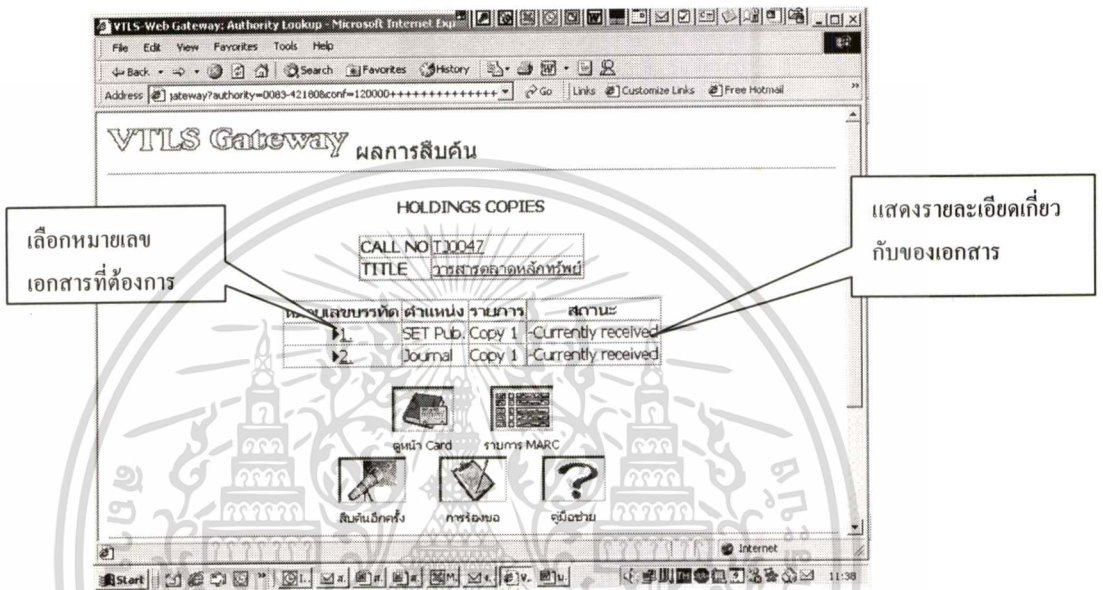 VTLS-Web Gateway: Authority Lookup - Microsoft Internet Exp
File Edit View Favorites Tools Help
Back Search Favorites History
Address jateway?authority=0083-42160&conf=120000+++++++++++++++ Go Links Customize Links Free Hotmail
VTLS Gateway ผลการสืบค้น
HOLDINGS COPIES
CALL NO TJ0047
TITLE วารสารตลาดหลักทรัพย์
เลือกหมายเลข
เอกสารที่ต้องการ
แสดงรายละเอียดเกี่ยว
กับของเอกสาร
หมายเลขบรรทัด ตำแหน่ง รายการ สถานะ
1. SET Pub. Copy 1 -Currently received
2. Journal Copy 1 -Currently received
ดูหน้า Card รายการ MARC
สืบค้นอีกครั้ง การร้องขอ คู่มือช่วย
Internet
Start 11:38